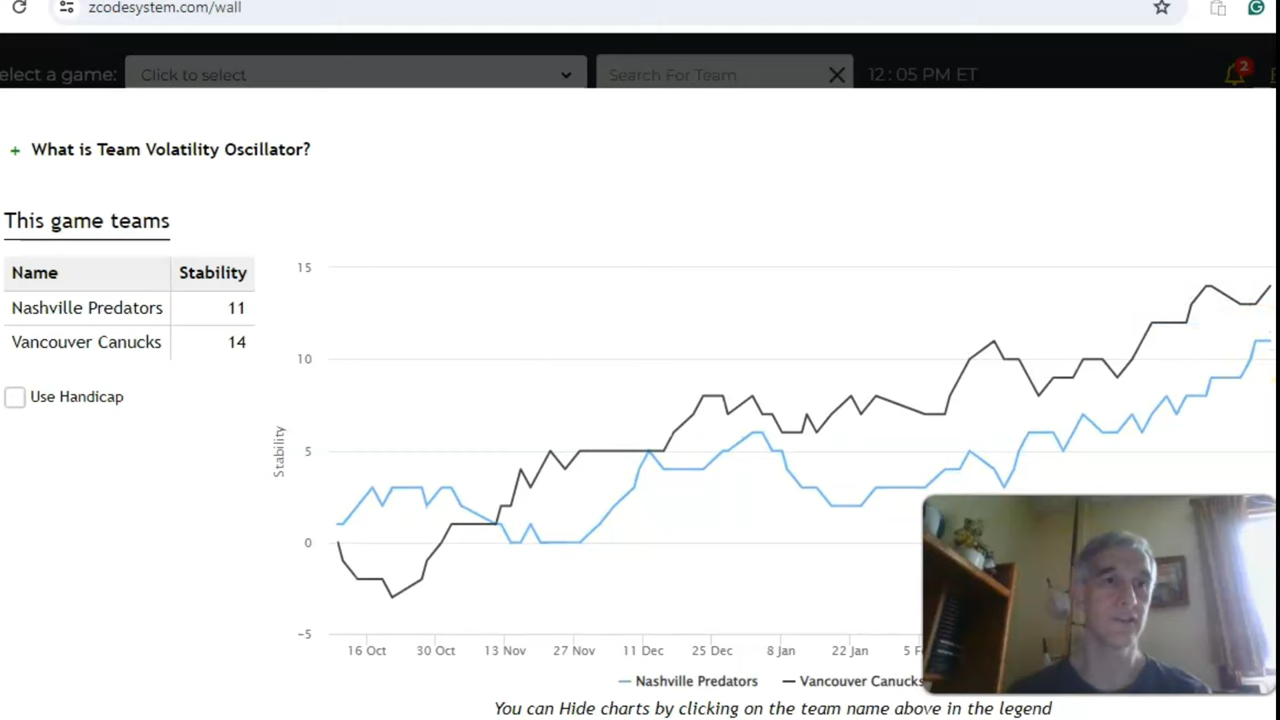 zcodesystem.com/wall
elect a game: Click to select Search For Team 12:05 PM ET 2
+ What is Team Volatility Oscillator?
This game teams
Name Stability
Nashville Predators 11
Vancouver Canucks 14
Use Handicap
Stability
15
10
5
0
-5
16 Oct 30 Oct 13 Nov 27 Nov 11 Dec 25 Dec 8 Jan 22 Jan 5 F
Nashville Predators Vancouver Canucks
You can Hide charts by clicking on the team name above in the legend